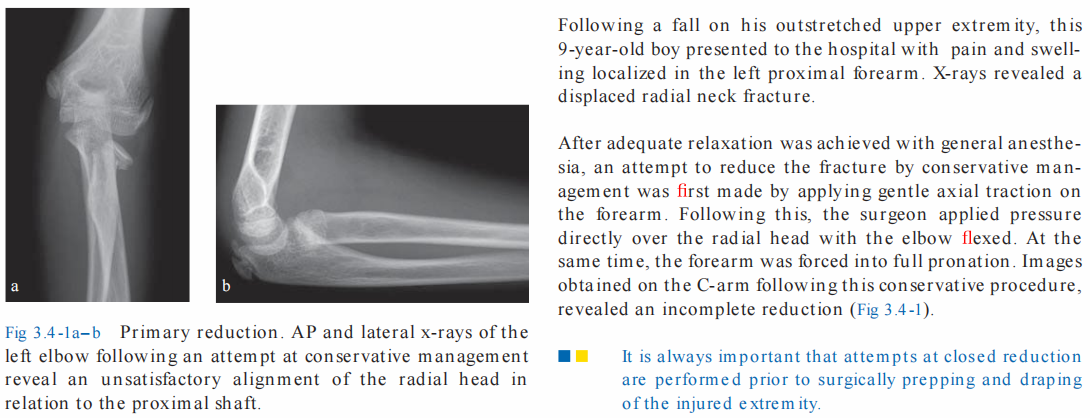 a
b
Fig 3.4-1a–b Primary reduction. AP and lateral x-rays of the
left elbow following an attempt at conservative management
reveal an unsatisfactory alignment of the radial head in
relation to the proximal shaft.
Following a fall on his outstretched upper extremity, this
9-year-old boy presented to the hospital with pain and swell-
ing localized in the left proximal forearm. X-rays revealed a
displaced radial neck fracture.
After adequate relaxation was achieved with general anesthe-
sia, an attempt to reduce the fracture by conservative man-
agement was first made by applying gentle axial traction on
the forearm. Following this, the surgeon applied pressure
directly over the radial head with the elbow flexed. At the
same time, the forearm was forced into full pronation. Images
obtained on the C-arm following this conservative procedure,
revealed an incomplete reduction (Fig 3.4-1).
It is always important that attempts at closed reduction
are performed prior to surgically prepping and draping
of the injured extremity.